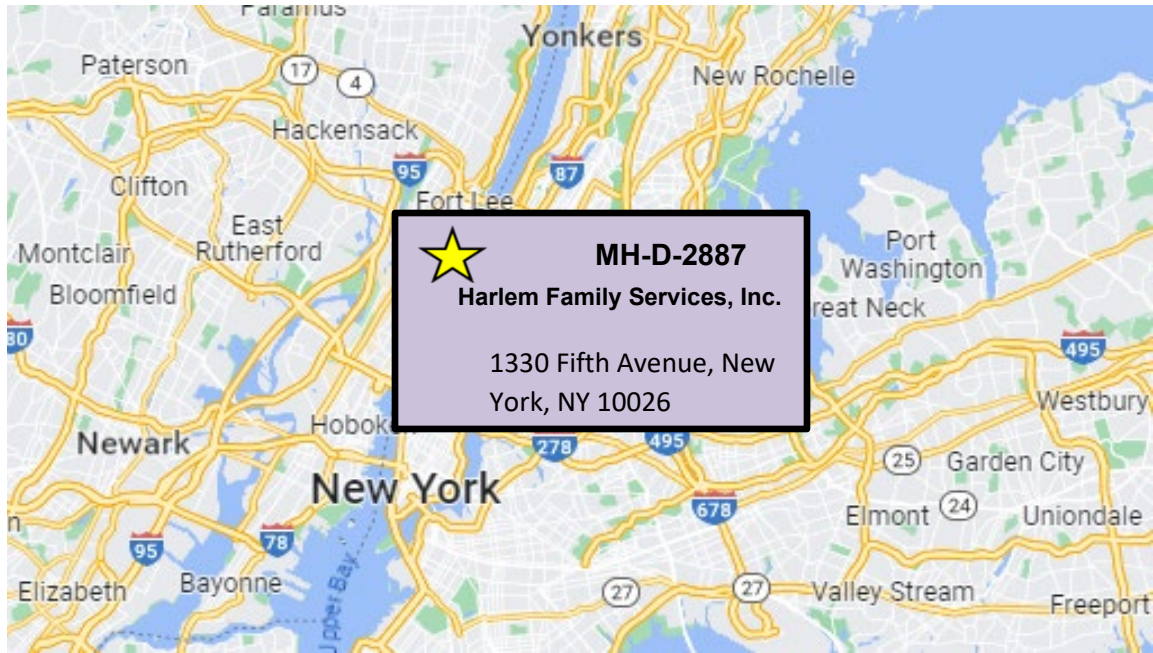 Paramus
Yonkers
Paterson
17
4
New Rochelle
Hackensack
95
87
Clifton
Fort Lee
East
Rutherford
Montclair
MH-D-2887
Port
Washington
Bloomfield
Harlem Family Services, Inc.
reat Neck
80
495
1330 Fifth Avenue, New
York, NY 10026
Westbury
Newark
Hoboken
278
495
25
Garden City
New York
678
Elmont
24
Uniondale
n
95
78
Elizabeth
Bayonne
Upper Bay
27
27
Valley Stream
Freeport